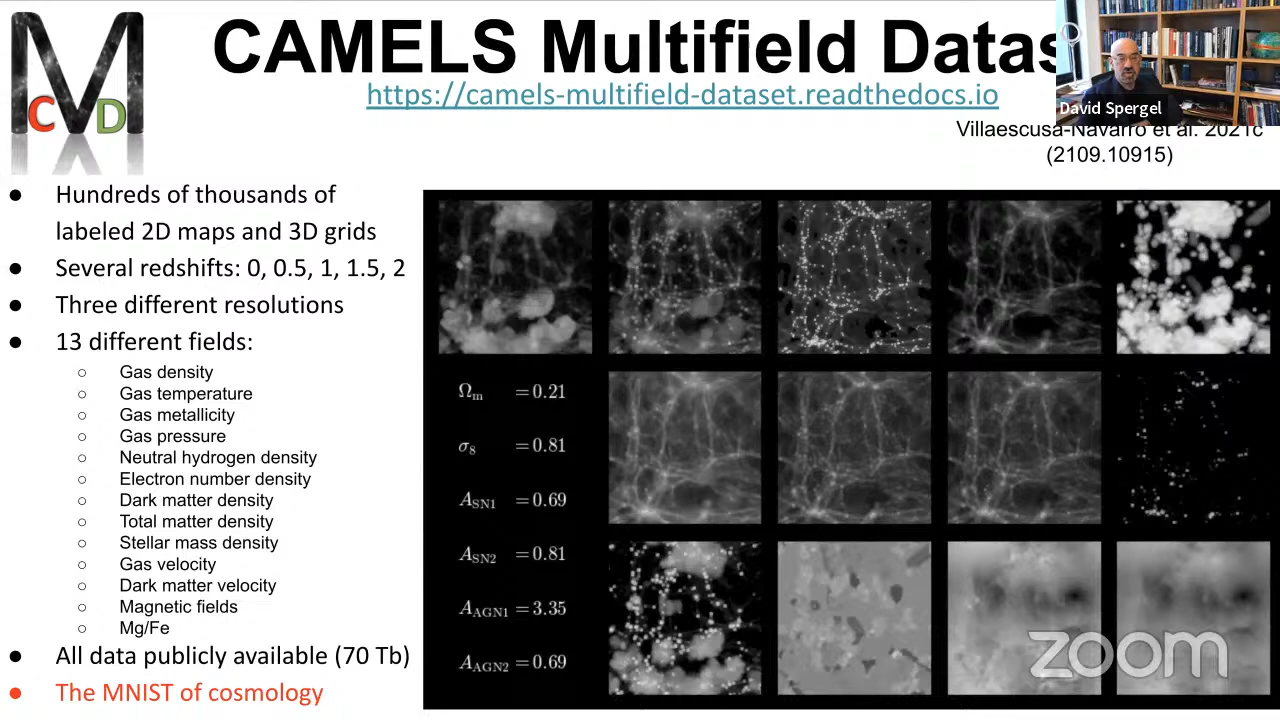 CAMELS Multifield Datas
https://camels-multifield-dataset.readthedocs.io
David Spergel
Villaescusa-Navarro et al. 2021c
(2109.10915)
M
C D
● Hundreds of thousands of
labeled 2D maps and 3D grids
● Several redshifts: 0, 0.5, 1, 1.5, 2
● Three different resolutions
● 13 different fields:
○ Gas density
○ Gas temperature
○ Gas metallicity
○ Gas pressure
○ Neutral hydrogen density
○ Electron number density
○ Dark matter density
○ Total matter density
○ Stellar mass density
○ Gas velocity
○ Dark matter velocity
○ Magnetic fields
○ Mg/Fe
● All data publicly available (70 Tb)
● The MNIST of cosmology
Ωm = 0.21
σ8 = 0.81
ASN1 = 0.69
ASN2 = 0.81
AAGN1 = 3.35
AAGN2 = 0.69
zoom